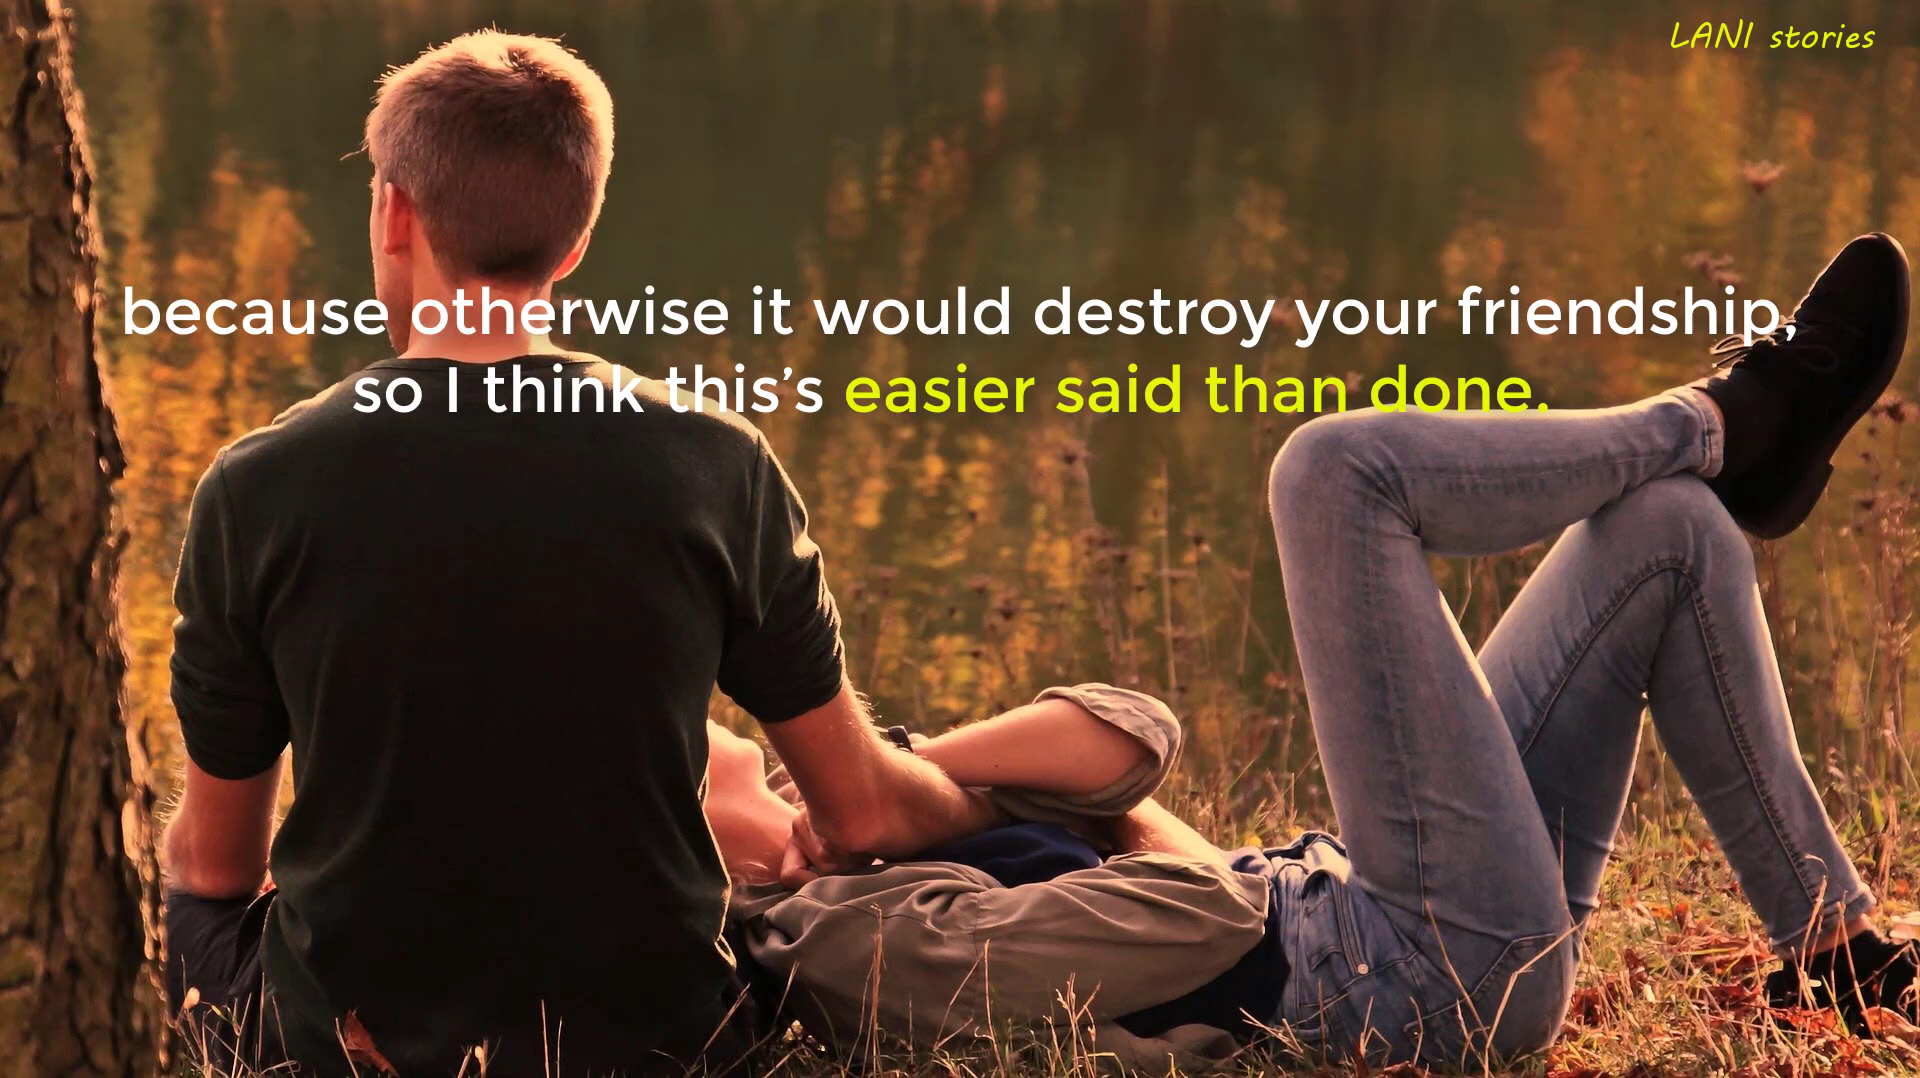 LANI stories
because otherwise it would destroy your friendship,
so I think this’s easier said than done.